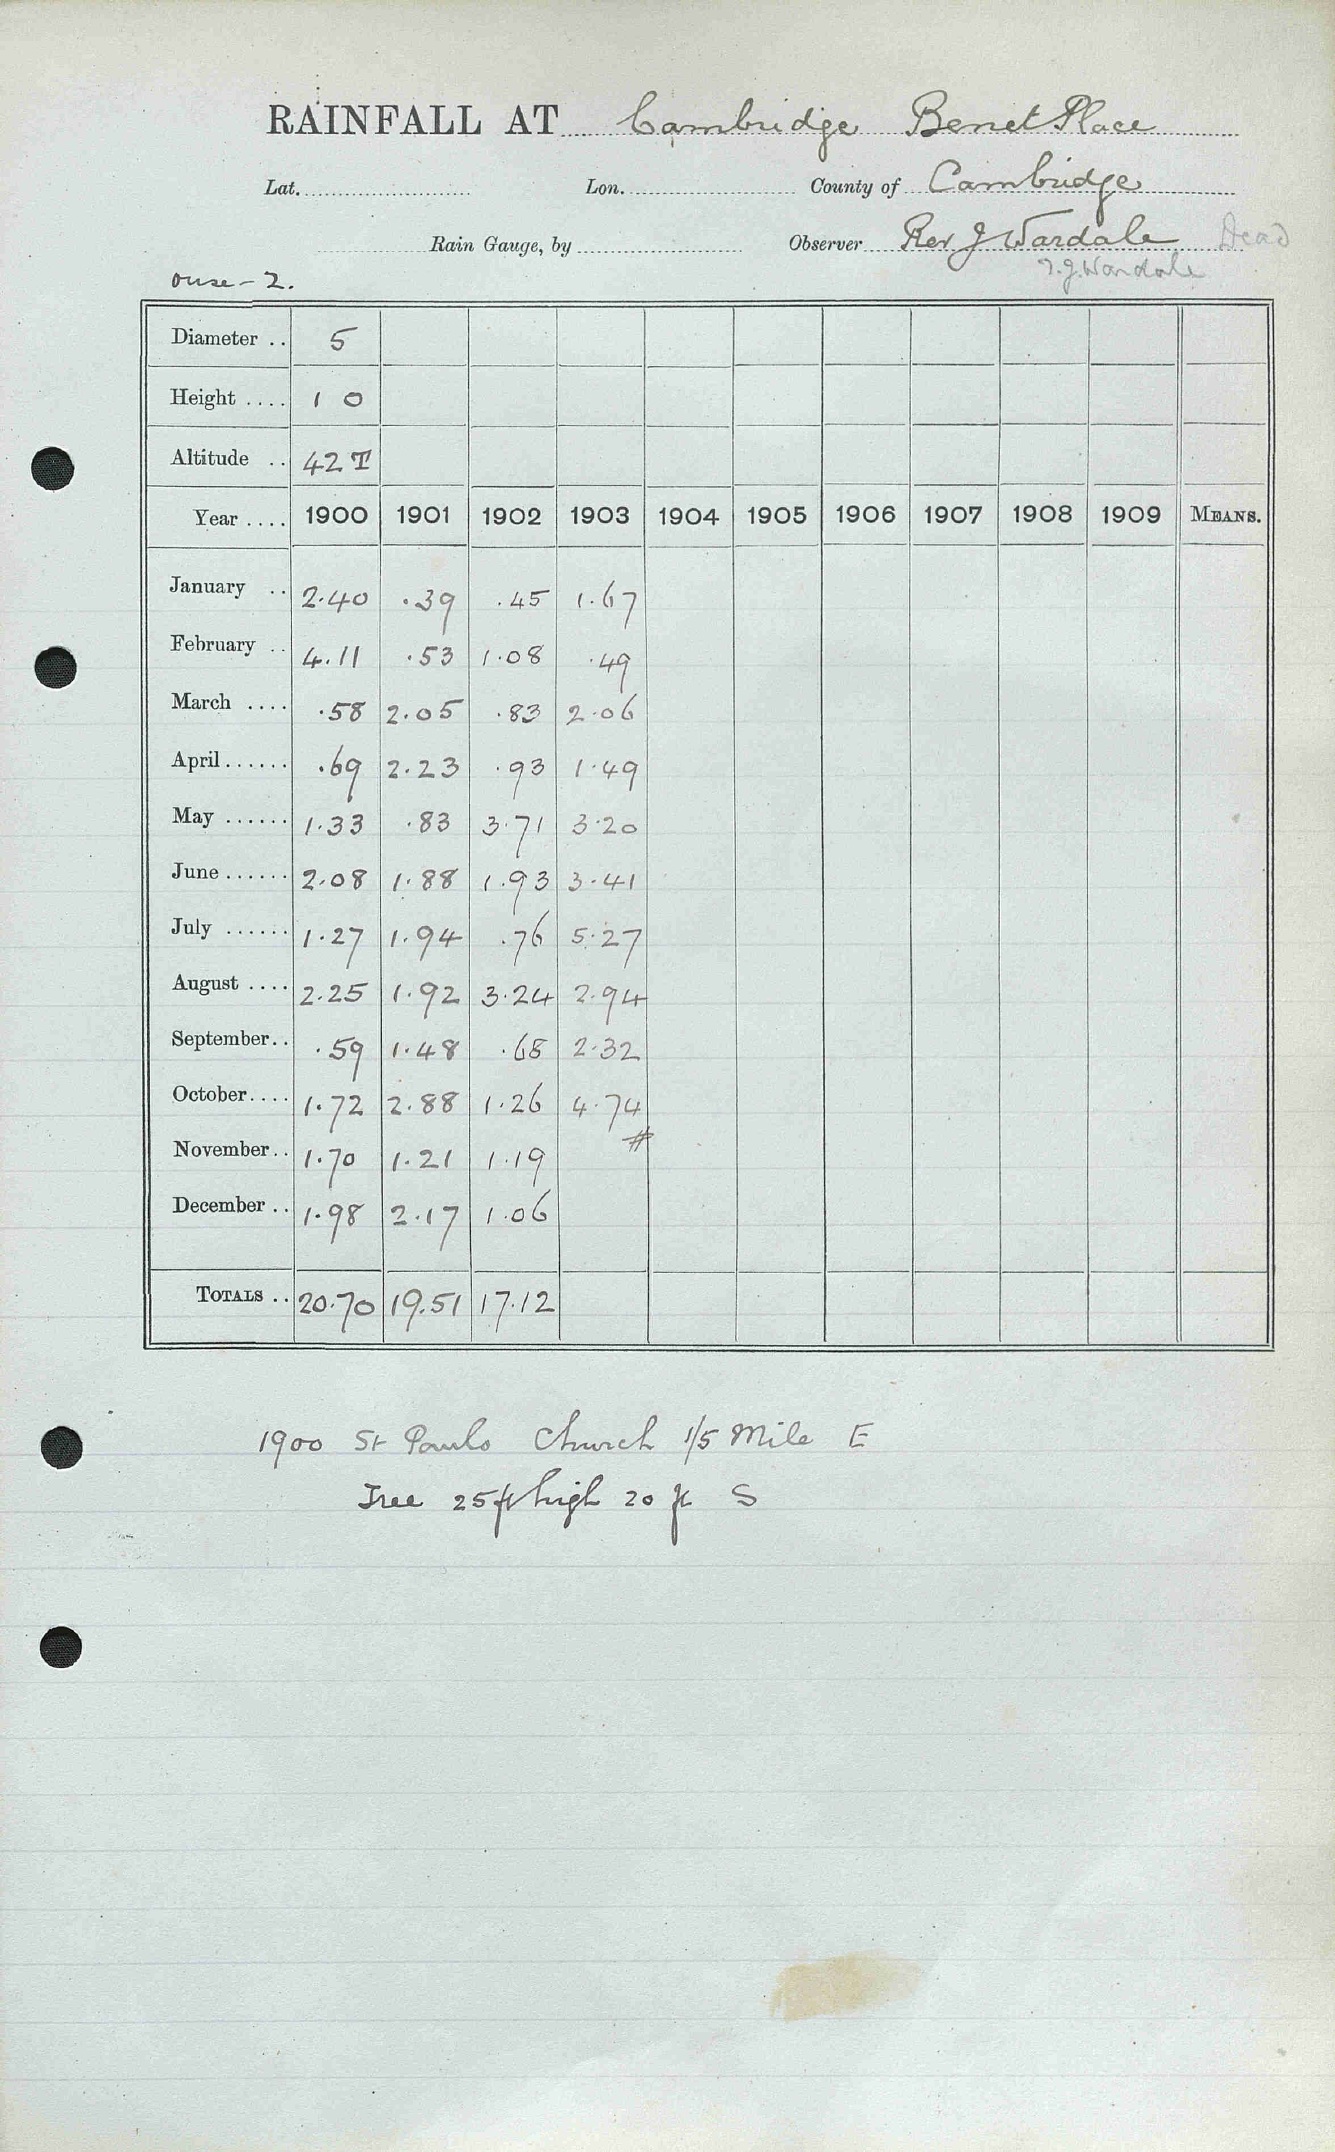 RAINFALL AT Cambridge Benet Place
Lat. Lon. County of Cambridge
Rain Gauge, by Observer Rev J Wardale Dead
T.J. Wardale
Ouse - 2.
Diameter .. 5
Height .... 1 0
Altitude .. 42 T
Year .... 1900 1901 1902 1903 1904 1905 1906 1907 1908 1909 MEANS.
January .. 2.40 .39 .45 1.67
February .. 4.11 .53 1.08 .49
March .... .58 2.05 .83 2.06
April...... .69 2.23 .93 1.49
May ...... 1.33 .83 3.71 3.20
June...... 2.08 1.88 1.93 3.41
July ...... 1.27 1.94 .76 5.27
August .... 2.25 1.92 3.24 2.94
September.. .59 1.48 .68 2.32
October.... 1.72 2.88 1.26 4.74
#
November.. 1.70 1.21 1.19
December .. 1.98 2.17 1.06
TOTALS .. 20.70 19.51 17.12
1900 St Pauls Church 1/5 Mile E
Tree 25 ft high 20 ft S